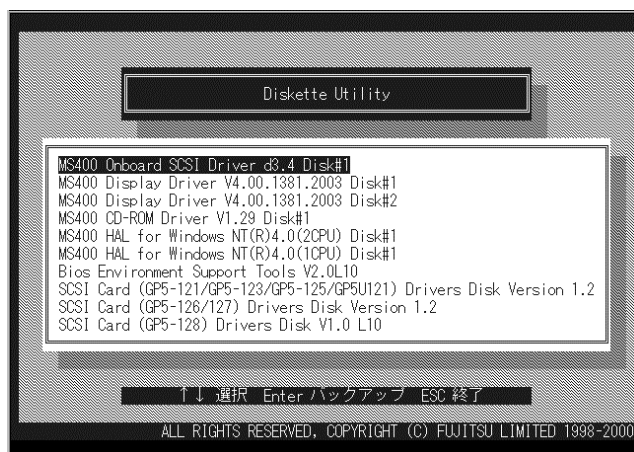 Diskette Utility
MS400 Onboard SCSI Driver d3.4 Disk#1
MS400 Display Driver V4.00.1381.2003 Disk#1
MS400 Display Driver V4.00.1381.2003 Disk#2
MS400 CD-ROM Driver V1.29 Disk#1
MS400 HAL for Windows NT(R)4.0(2CPU) Disk#1
MS400 HAL for Windows NT(R)4.0(1CPU) Disk#1
Bios Environment Support Tools V2.0L10
SCSI Card (GP5-121/GP5-123/GP5-125/GP5U121) Drivers Disk Version 1.2
SCSI Card (GP5-126/127) Drivers Disk Version 1.2
SCSI Card (GP5-128) Drivers Disk V1.0 L10
↑↓ 選択 Enter バックアップ ESC 終了
ALL RIGHTS RESERVED, COPYRIGHT (C) FUJITSU LIMITED 1998-2000